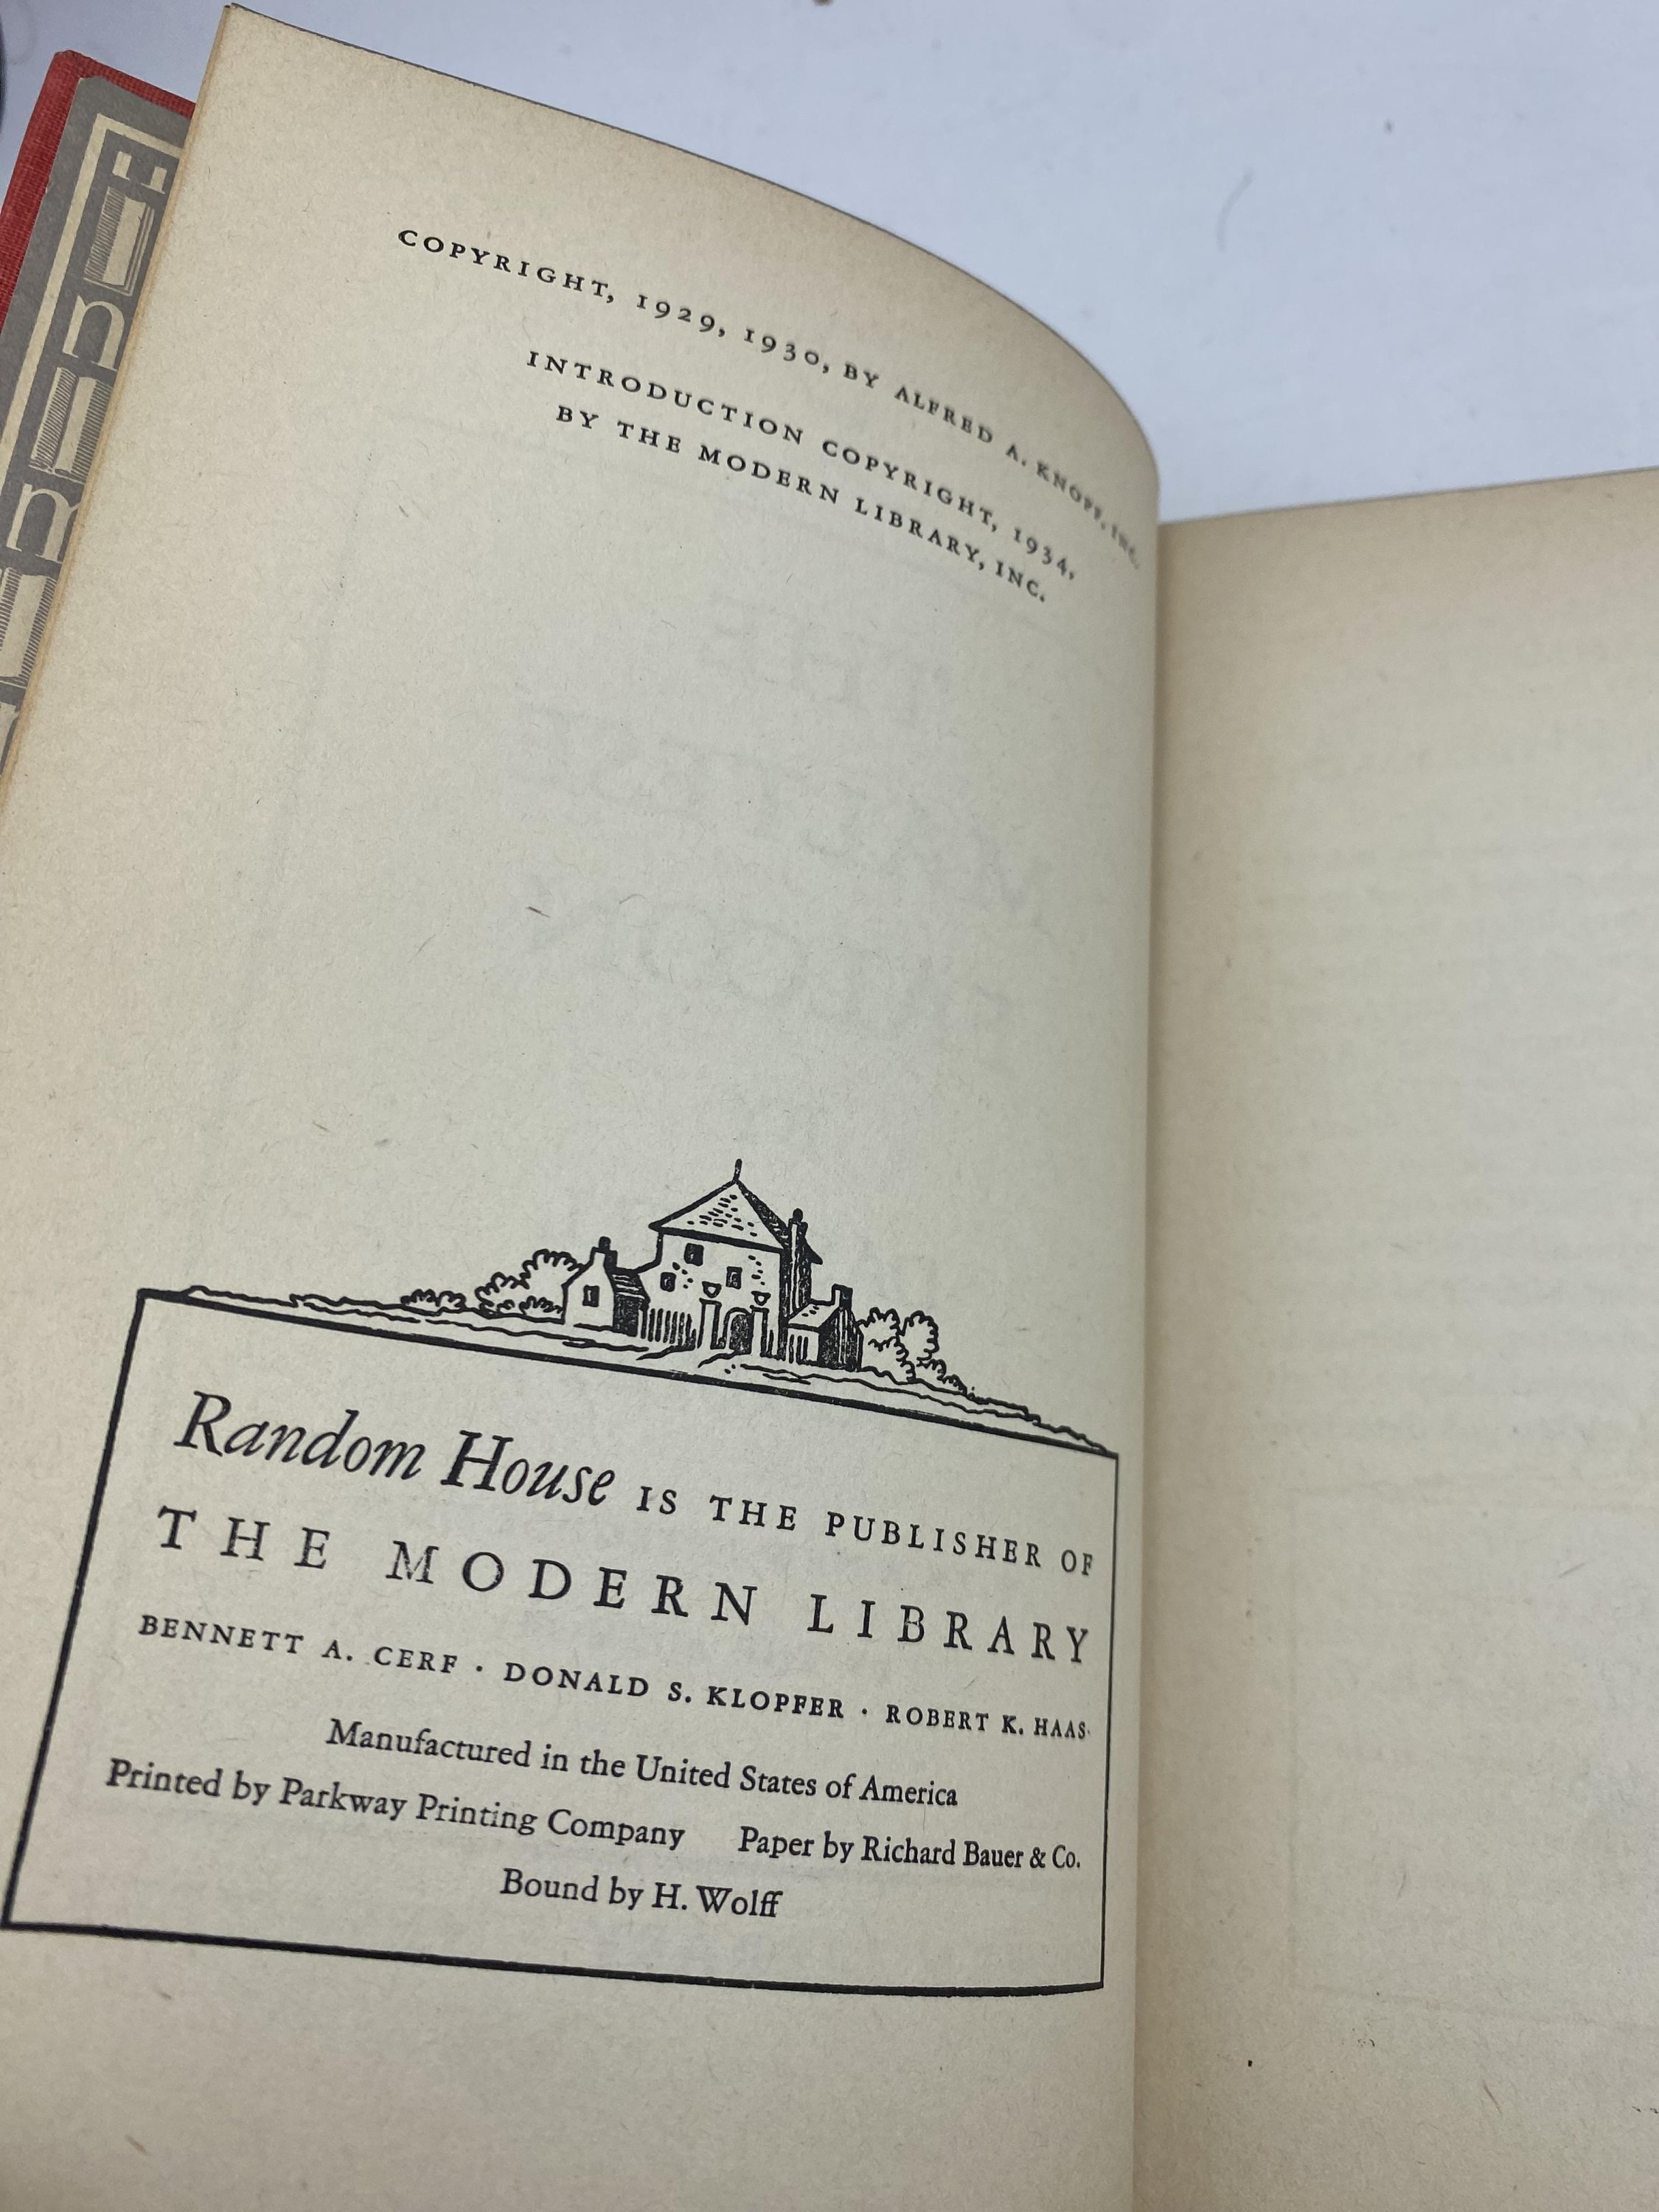 COPYRIGHT, 1929, 1930, BY ALFRED A. KNOPF, INC.
INTRODUCTION COPYRIGHT, 1934,
BY THE MODERN LIBRARY, INC.
Random House IS THE PUBLISHER OF
THE MODERN LIBRARY
BENNETT A. CERF · DONALD S. KLOPFER · ROBERT K. HAAS
Manufactured in the United States of America
Printed by Parkway Printing Company Paper by Richard Bauer & Co.
Bound by H. Wolff